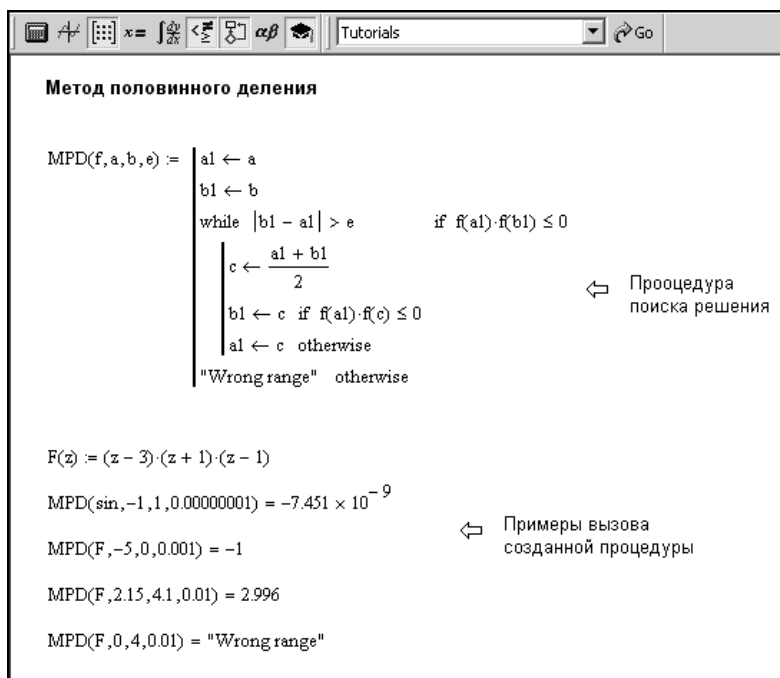 x= ∫ dy/dx <≠≥ αβ Tutorials Go
Метод половинного деления
MPD(f,a,b,e) := a1 ← a
b1 ← b
while |b1 − a1| > e if f(a1)·f(b1) ≤ 0
c ← (a1 + b1)/2
b1 ← c if f(a1)·f(c) ≤ 0
a1 ← c otherwise
"Wrong range" otherwise
⇦ Прооцедура
поиска решения
F(z) := (z − 3)·(z + 1)·(z − 1)
MPD(sin,−1,1,0.00000001) = −7.451 × 10^−9
MPD(F,−5,0,0.001) = −1
MPD(F,2.15,4.1,0.01) = 2.996
MPD(F,0,4,0.01) = "Wrong range"
⇦ Примеры вызова
созданной процедуры